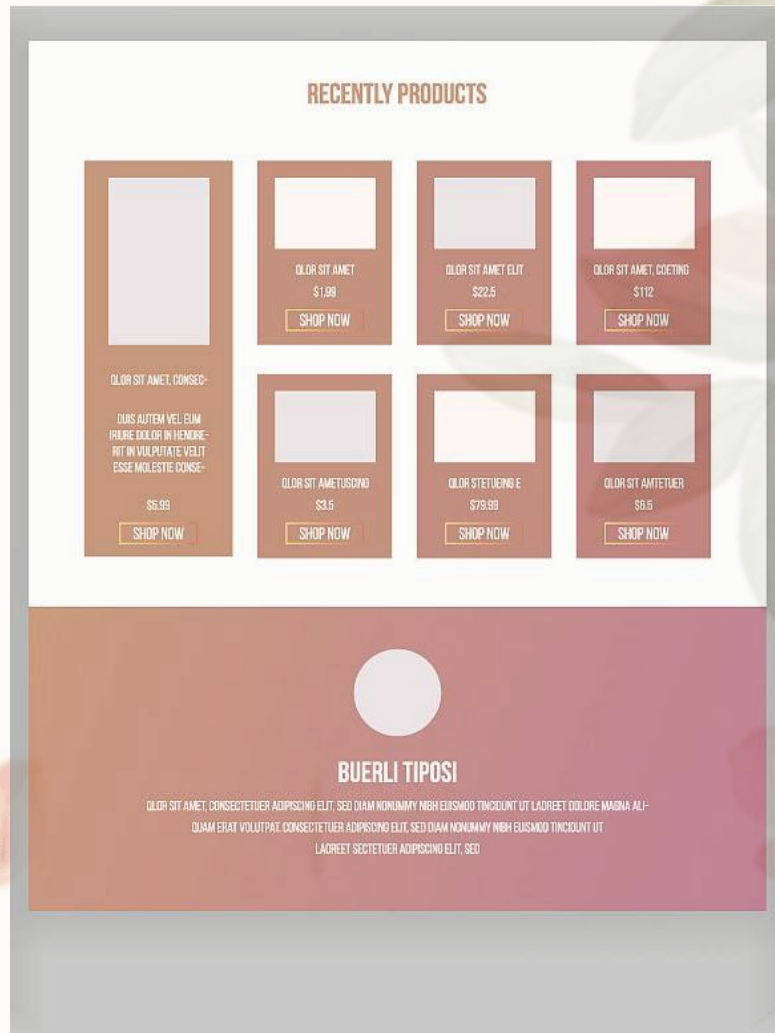 RECENTLY PRODUCTS
QLOR SIT AMET, CONSEC-
DUIS AUTEM VEL EUM
IRIURE DOLOR IN HENDRE-
RIT IN VULPUTATE VELIT
ESSE MOLESTIE CONSE-
$5.99
SHOP NOW
QLOR SIT AMET
$1.99
SHOP NOW
QLOR SIT AMET ELIT
$22.5
SHOP NOW
QLOR SIT AMET, COETING
$112
SHOP NOW
QLOR SIT AMETUSCING
$3.5
SHOP NOW
QLOR STETUEING E
$79.99
SHOP NOW
QLOR SIT AMTETUER
$6.5
SHOP NOW
BUERLI TIPOSI
QLOR SIT AMET, CONSECTETUER ADIPISCING ELIT, SED DIAM NONUMMY NIBH EUISMOD TINCIDUNT UT LAOREET DOLORE MAGNA ALI-
QUAM ERAT VOLUTPAT. CONSECTETUER ADIPISCING ELIT, SED DIAM NONUMMY NIBH EUISMOD TINCIDUNT UT
LAOREET SECTETUER ADIPISCING ELIT, SED